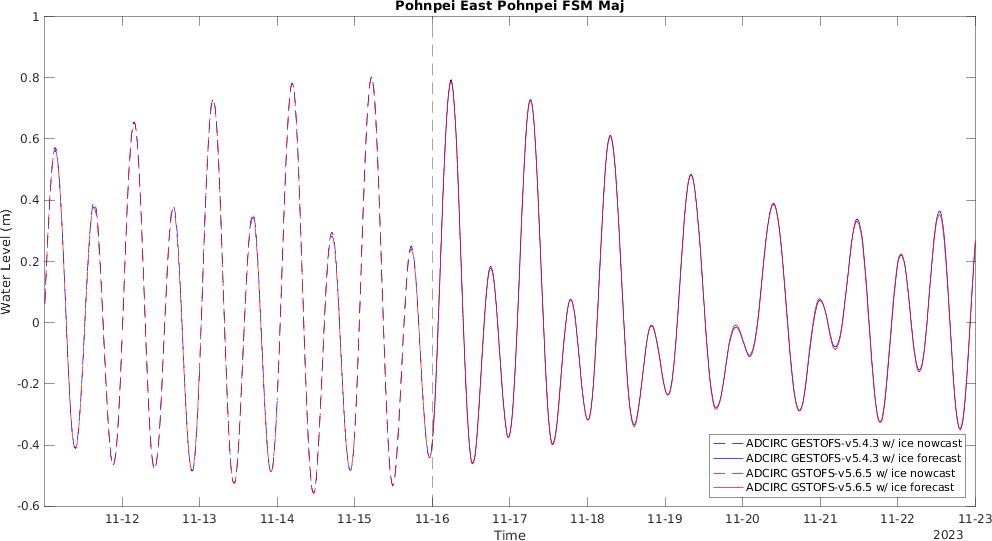 Pohnpei East Pohnpei FSM Maj
1
0.8
0.6
0.4
0.2
0
-0.2
-0.4
-0.6
Water Level (m)
ADCIRC GESTOFS-v5.4.3 w/ ice nowcast
ADCIRC GESTOFS-v5.4.3 w/ ice forecast
ADCIRC GSTOFS-v5.6.5 w/ ice nowcast
ADCIRC GSTOFS-v5.6.5 w/ ice forecast
11-12 11-13 11-14 11-15 11-16 11-17 11-18 11-19 11-20 11-21 11-22 11-23
Time
2023